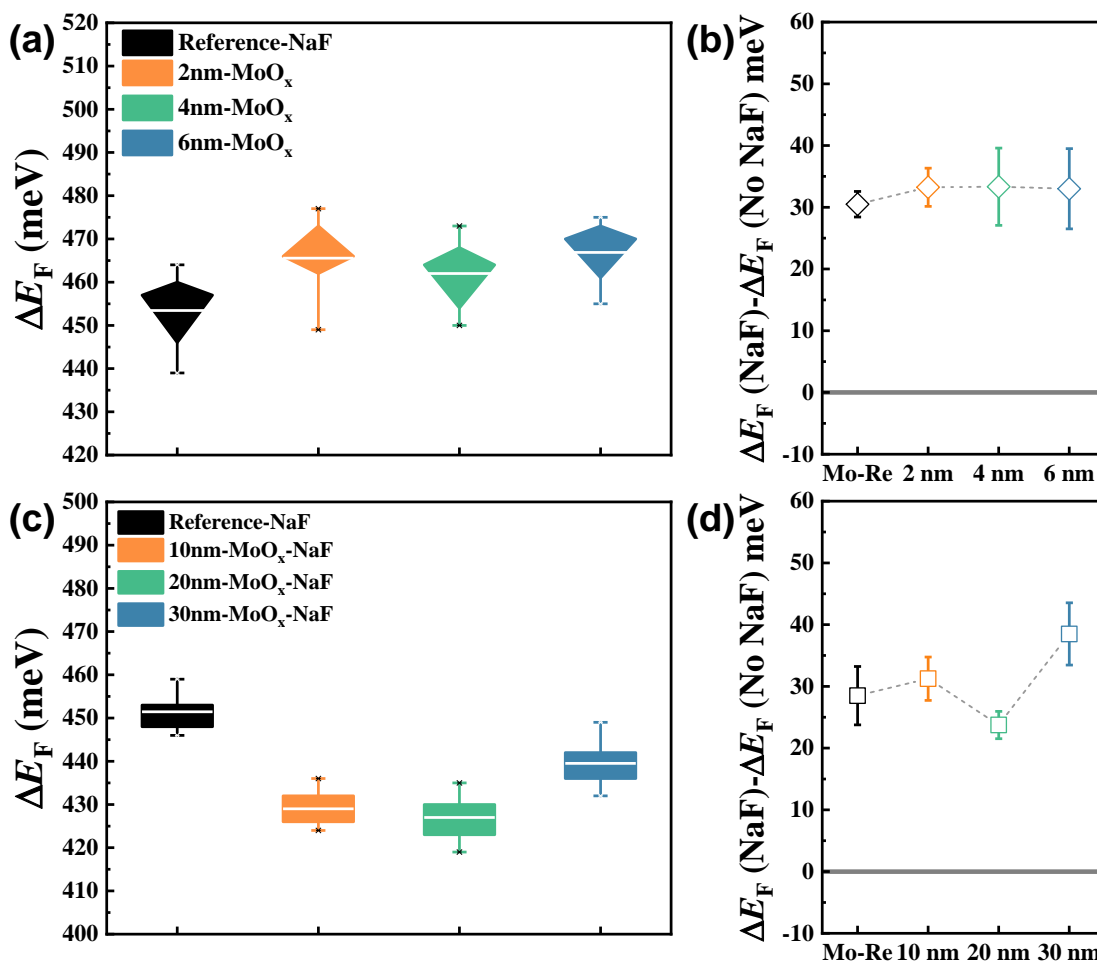 (a)
Reference-NaF
2nm-MoOx
4nm-MoOx
6nm-MoOx
ΔEF (meV)
520
510
500
490
480
470
460
450
440
430
420
(b)
ΔEF (NaF)-ΔEF (No NaF) meV
60
50
40
30
20
10
0
-10
Mo-Re 2 nm 4 nm 6 nm
(c)
Reference-NaF
10nm-MoOx-NaF
20nm-MoOx-NaF
30nm-MoOx-NaF
ΔEF (meV)
500
490
480
470
460
450
440
430
420
410
400
(d)
ΔEF (NaF)-ΔEF (No NaF) meV
60
50
40
30
20
10
0
-10
Mo-Re 10 nm 20 nm 30 nm